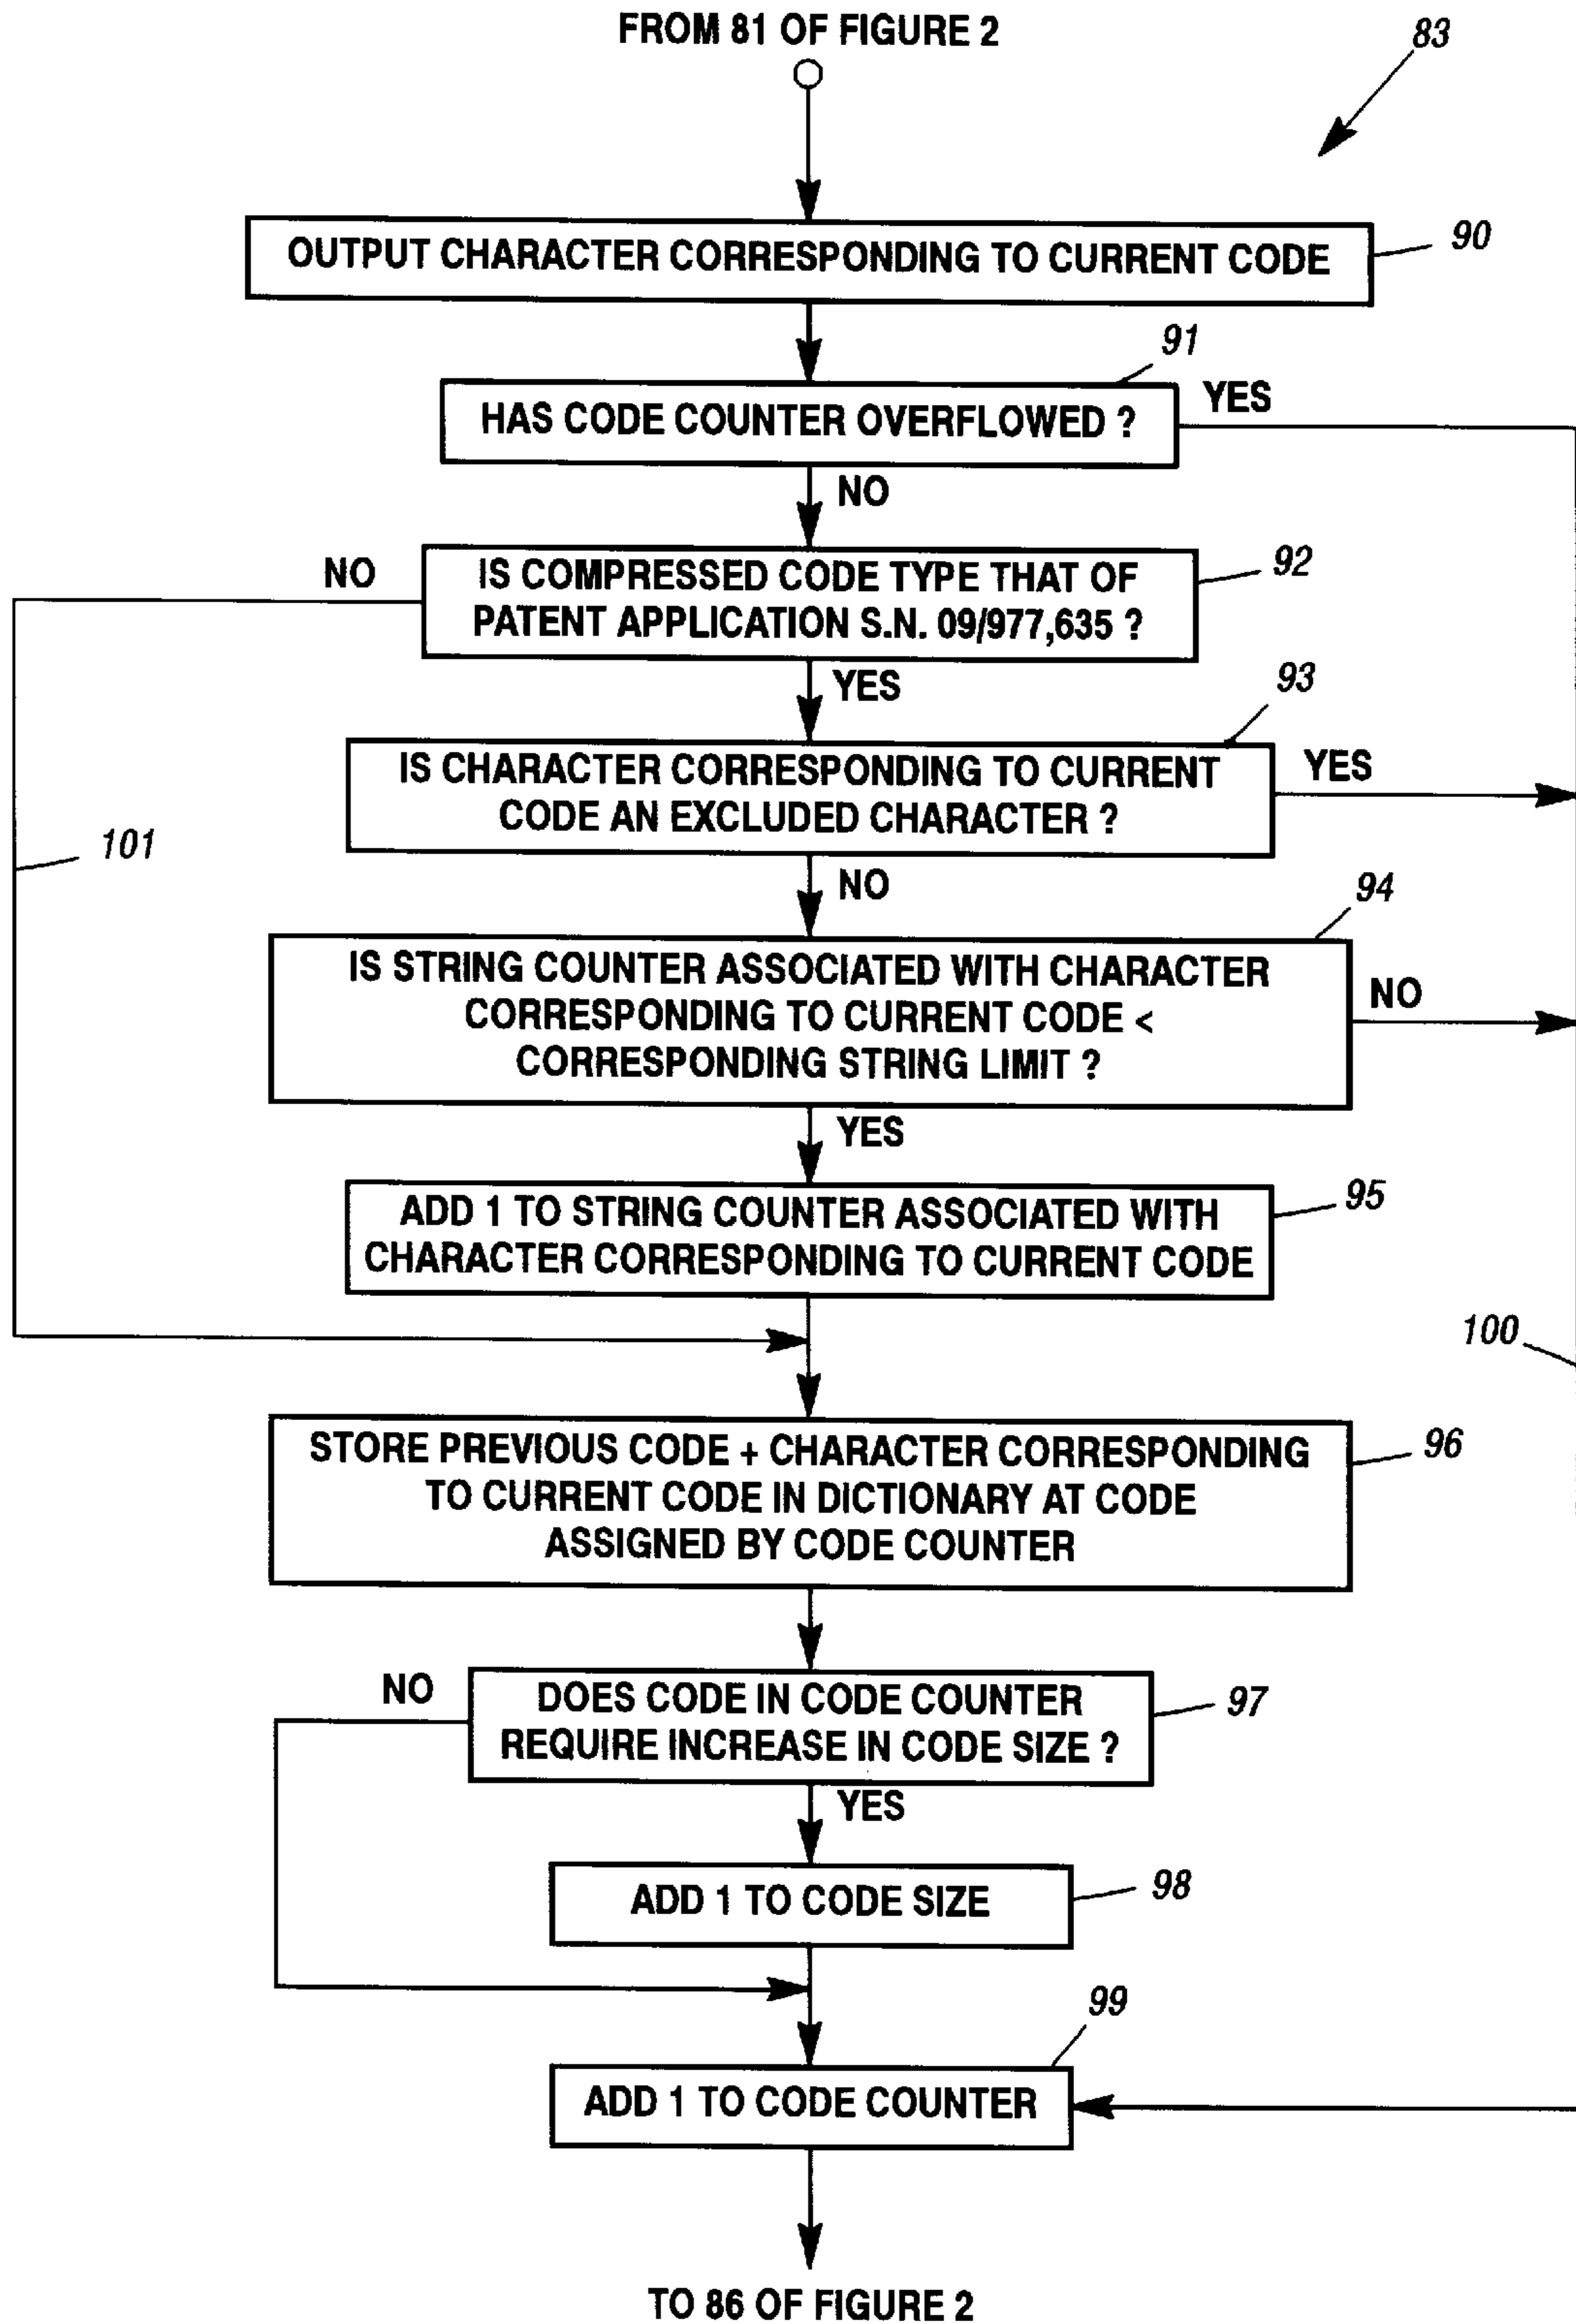 FROM 81 OF FIGURE 2
83
OUTPUT CHARACTER CORRESPONDING TO CURRENT CODE
90
91
HAS CODE COUNTER OVERFLOWED ?
YES
NO
NO
IS COMPRESSED CODE TYPE THAT OF
PATENT APPLICATION S.N. 09/977,635 ?
92
YES
93
IS CHARACTER CORRESPONDING TO CURRENT
CODE AN EXCLUDED CHARACTER ?
YES
101
NO
94
IS STRING COUNTER ASSOCIATED WITH CHARACTER
CORRESPONDING TO CURRENT CODE <
CORRESPONDING STRING LIMIT ?
NO
YES
ADD 1 TO STRING COUNTER ASSOCIATED WITH
CHARACTER CORRESPONDING TO CURRENT CODE
95
100
STORE PREVIOUS CODE + CHARACTER CORRESPONDING
TO CURRENT CODE IN DICTIONARY AT CODE
ASSIGNED BY CODE COUNTER
96
NO
DOES CODE IN CODE COUNTER
REQUIRE INCREASE IN CODE SIZE ?
97
YES
ADD 1 TO CODE SIZE
98
99
ADD 1 TO CODE COUNTER
TO 86 OF FIGURE 2